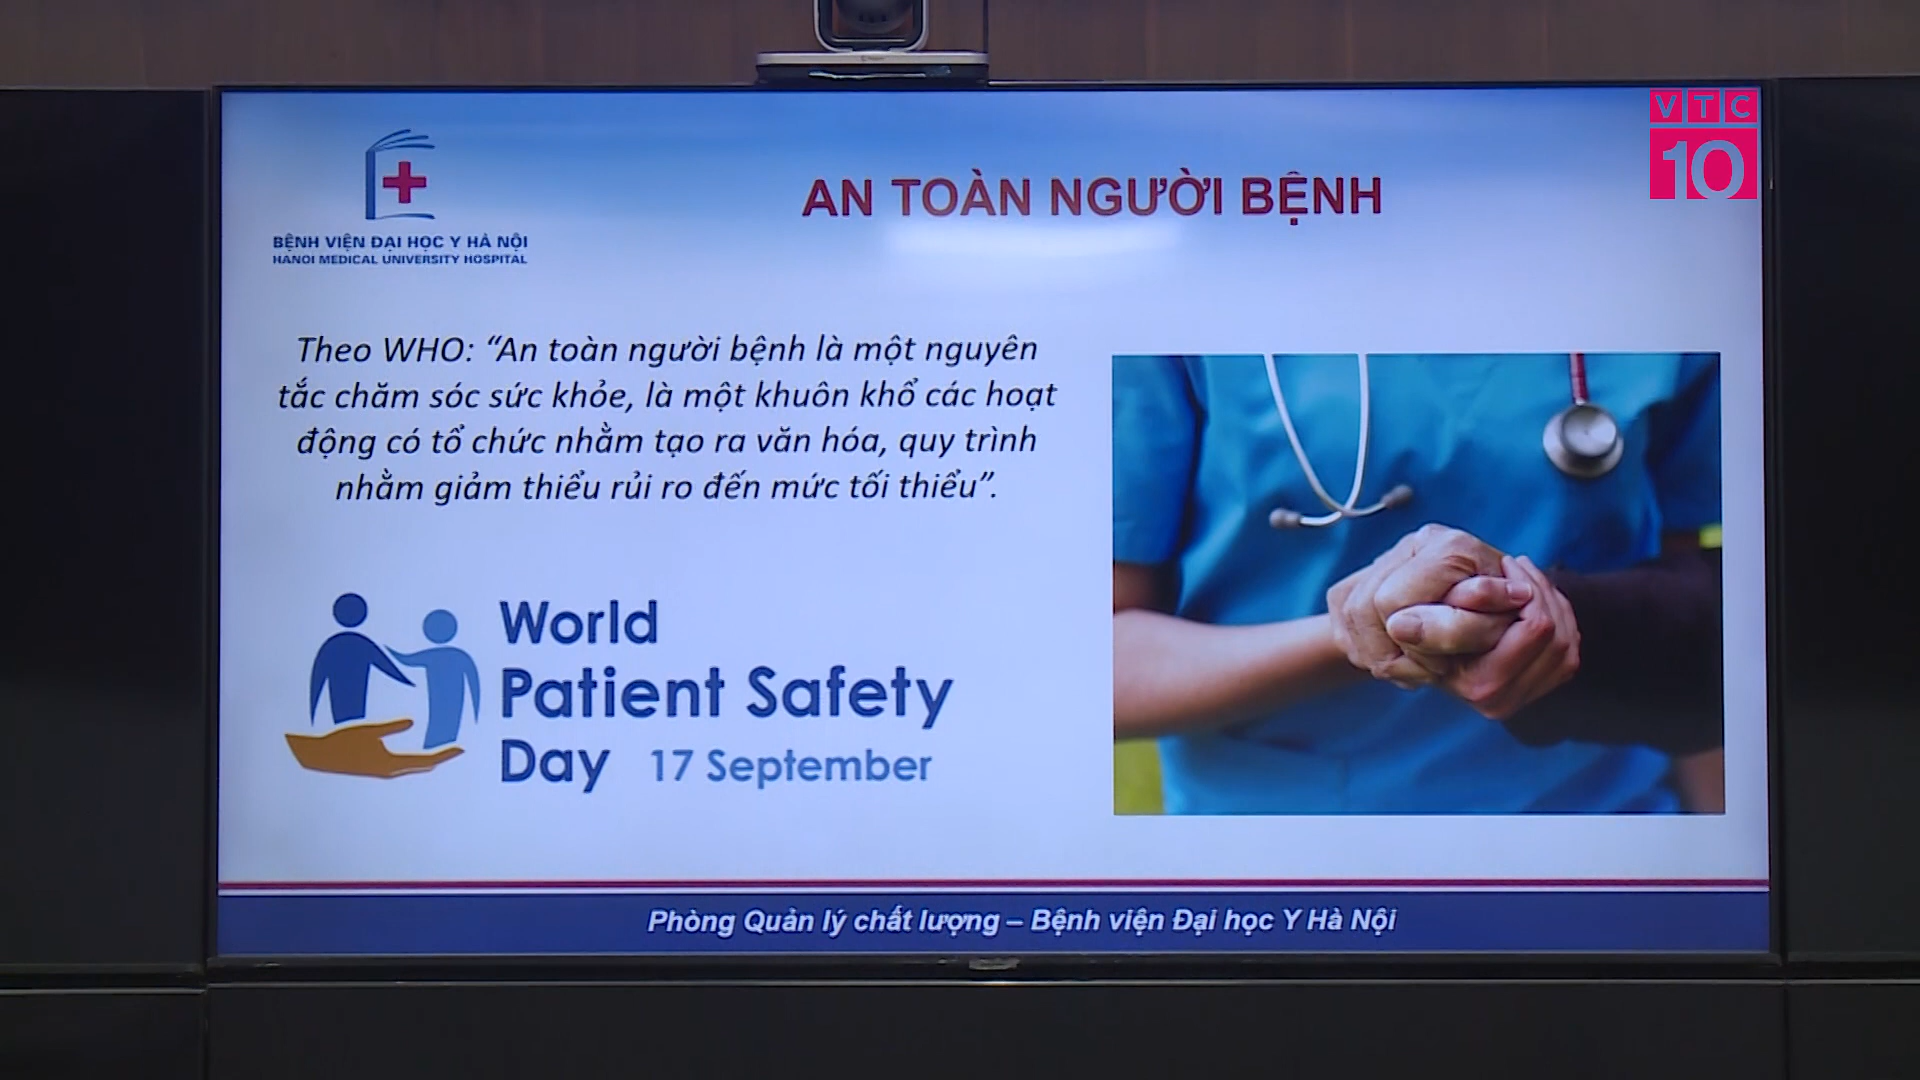 VTC
10
BỆNH VIỆN ĐẠI HỌC Y HÀ NỘI
HANOI MEDICAL UNIVERSITY HOSPITAL
AN TOÀN NGƯỜI BỆNH
Theo WHO: “An toàn người bệnh là một nguyên
tắc chăm sóc sức khỏe, là một khuôn khổ các hoạt
động có tổ chức nhằm tạo ra văn hóa, quy trình
nhằm giảm thiểu rủi ro đến mức tối thiểu”.
World
Patient Safety
Day 17 September
Phòng Quản lý chất lượng – Bệnh viện Đại học Y Hà Nội